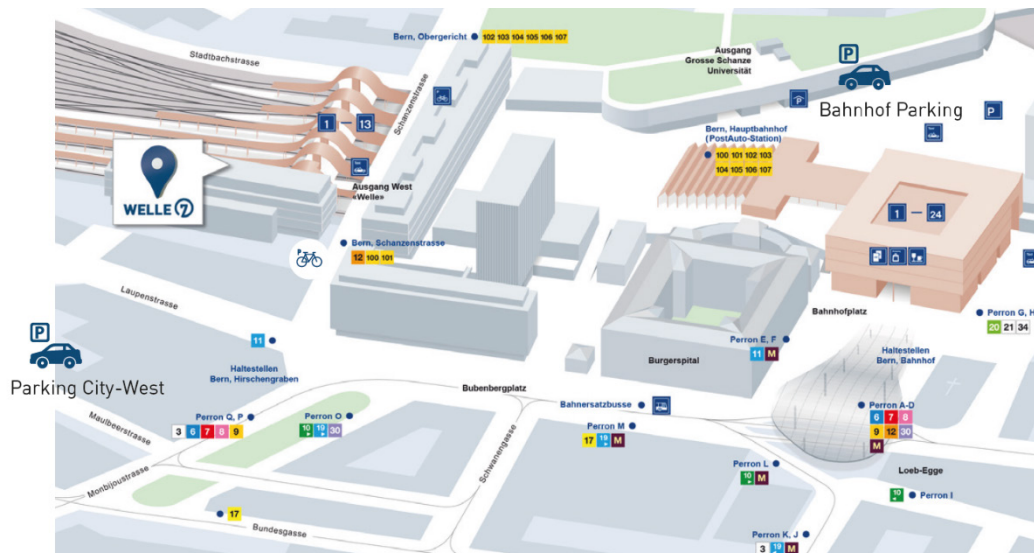 Bern, Obergericht 102 103 104 105 106 107
Stadtbachstrasse
Ausgang
Grosse Schanze
Universität
P
Bahnhof Parking
P
Schanzenstrasse
1 — 13
Bern, Hauptbahnhof
(PostAuto-Station)
100 101 102 103
104 105 106 107
WELLE 7
Ausgang West
«Welle»
1 — 24
Bern, Schanzenstrasse
12 100 101
P
Laupenstrasse
Bahnhofplatz
Perron G, H
20 21 34
P
Parking City-West
11
Haltestellen
Bern, Hirschengraben
Perron E, F
11 M
Burgerspital
Haltestellen
Bern, Bahnhof
Bubenbergplatz
Bahnersatzbusse
Maulbeerstrasse
Perron Q, P
3 6 7 8 9
Perron O
10 19 30
Perron M
17 19 M
Perron A-D
6 7 8
9 12 30
M
Schwanengasse
Monbijoustrasse
Perron L
10 M
Loeb-Egge
10 Perron I
17
Bundesgasse
Perron K, J
3 19 M